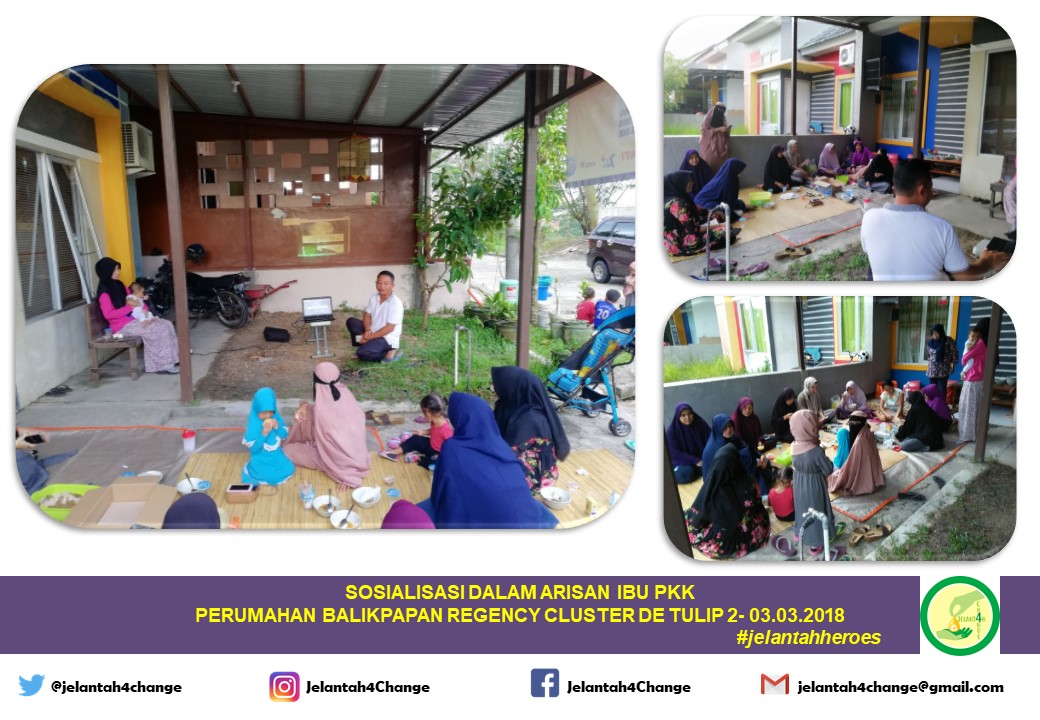 SOSIALISASI DALAM ARISAN IBU PKK
PERUMAHAN BALIKPAPAN REGENCY CLUSTER DE TULIP 2- 03.03.2018
#jelantahheroes
@jelantah4change
Jelantah4Change
Jelantah4Change
jelantah4change@gmail.com
20